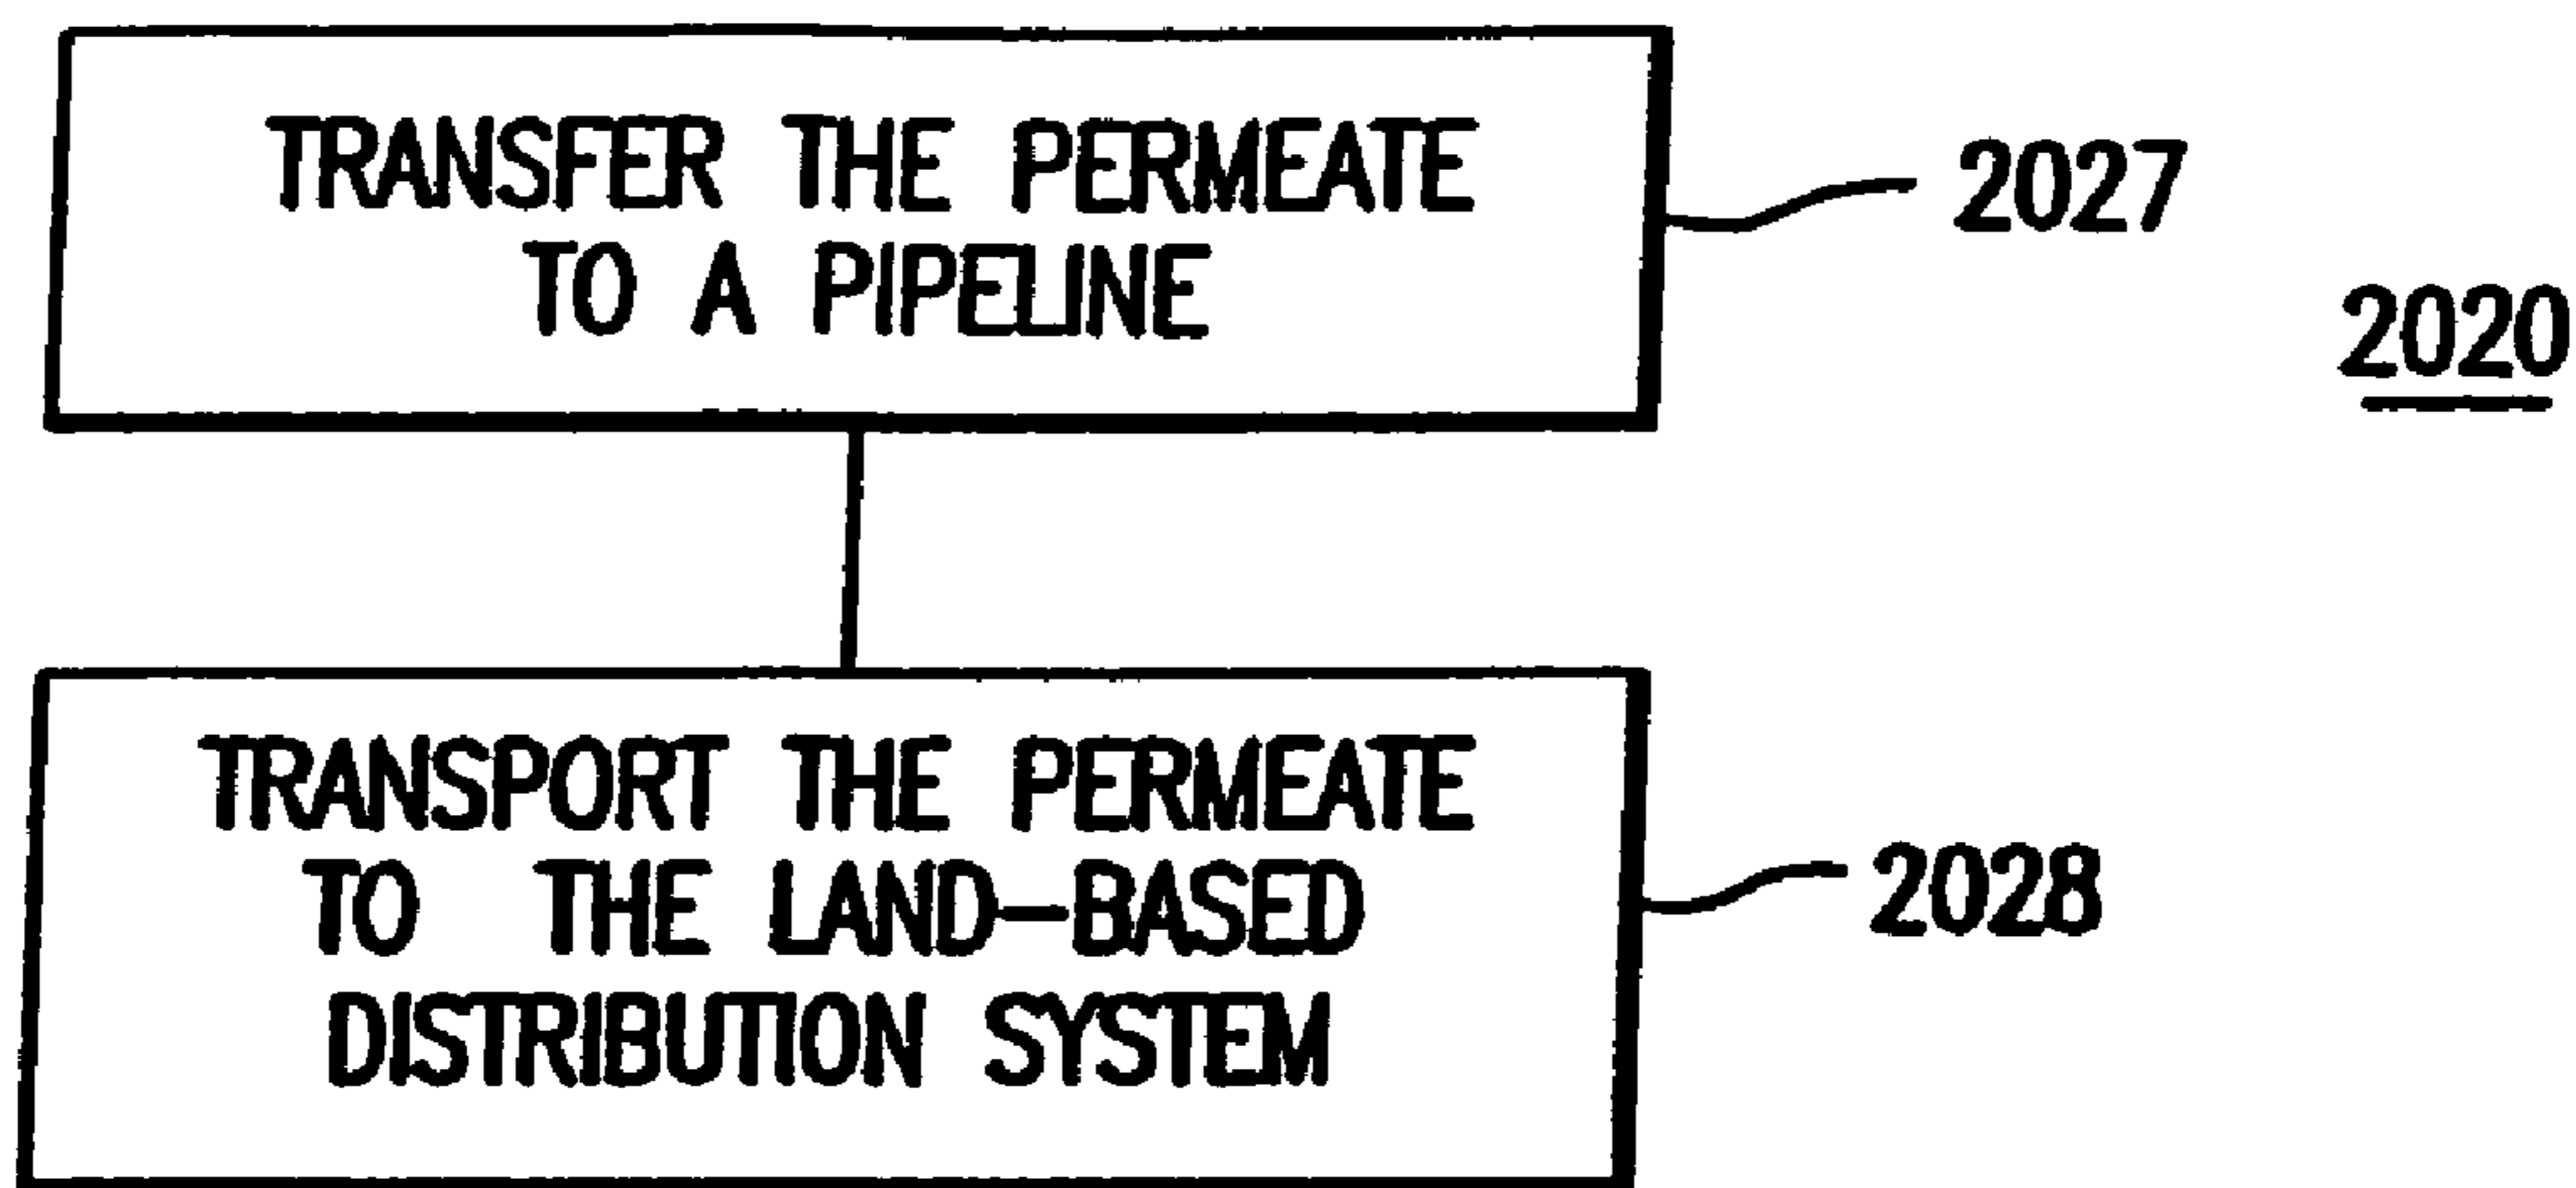 TRANSFER THE PERMEATE
TO A PIPELINE
2027
2020
TRANSPORT THE PERMEATE
TO THE LAND-BASED
DISTRIBUTION SYSTEM
2028